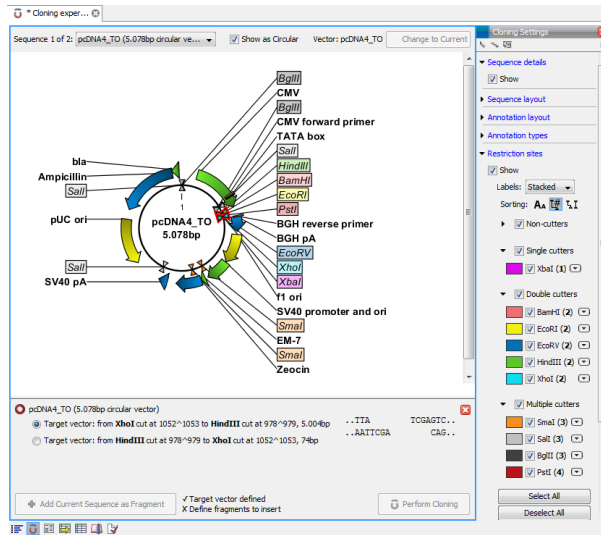 * Cloning exper...
Sequence 1 of 2: pcDNA4_TO (5.078bp circular ve...
Show as Circular
Vector: pcDNA4_TO
Change to Current
BglII
CMV
BglII
CMV forward primer
TATA box
SalI
HindIII
BamHI
EcoRI
PstI
BGH reverse primer
BGH pA
EcoRV
XhoI
XbaI
f1 ori
SV40 promoter and ori
SmaI
EM-7
SmaI
Zeocin
bla
Ampicillin
SalI
pUC ori
SalI
SV40 pA
1
pcDNA4_TO
5.078bp
pcDNA4_TO (5.078bp circular vector)
Target vector: from XhoI cut at 1052^1053 to HindIII cut at 978^979, 5.004bp
Target vector: from HindIII cut at 978^979 to XhoI cut at 1052^1053, 74bp
..TTA TCGAGTC..
..AATTCGA CAG..
Add Current Sequence as Fragment
✓ Target vector defined
X Define fragments to insert
Perform Cloning
Cloning Settings
Sequence details
Show
Sequence layout
Annotation layout
Annotation types
Restriction sites
Show
Labels: Stacked
Sorting:
Non-cutters
Single cutters
XbaI (1)
Double cutters
BamHI (2)
EcoRI (2)
EcoRV (2)
HindIII (2)
XhoI (2)
Multiple cutters
SmaI (3)
SalI (3)
BglII (3)
PstI (4)
Select All
Deselect All